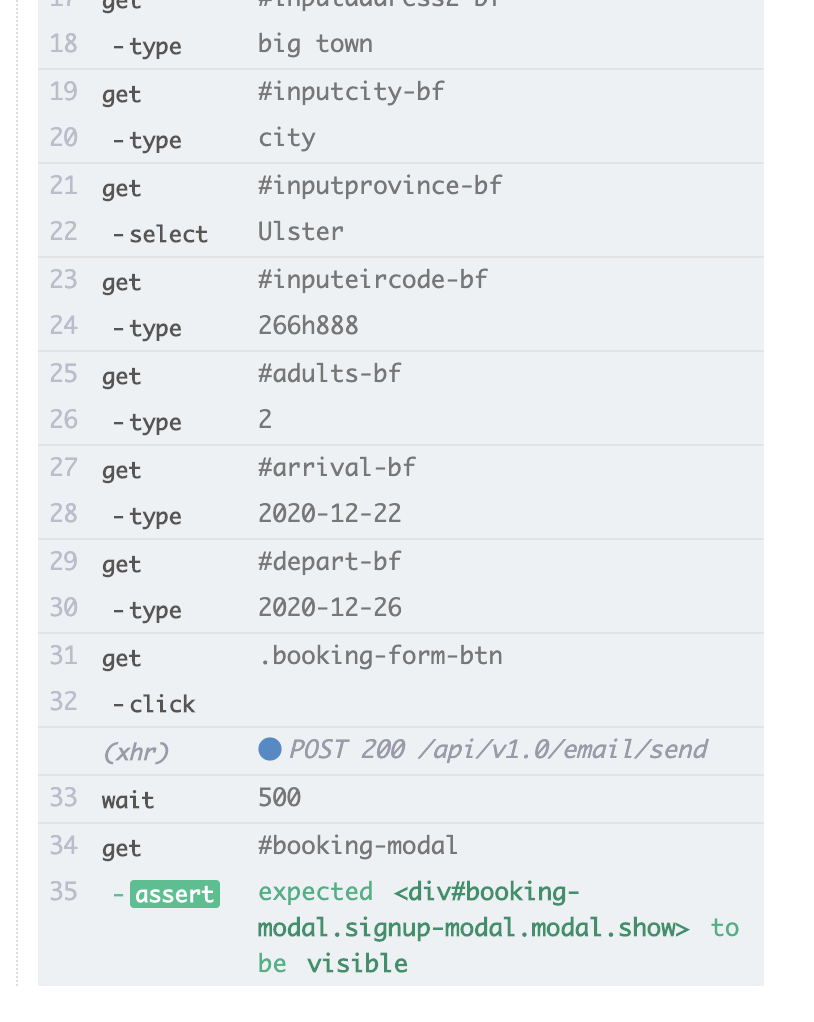 17 get #inputaddress2-bf
18 -type big town
19 get #inputcity-bf
20 -type city
21 get #inputprovince-bf
22 -select Ulster
23 get #inputeircode-bf
24 -type 266h888
25 get #adults-bf
26 -type 2
27 get #arrival-bf
28 -type 2020-12-22
29 get #depart-bf
30 -type 2020-12-26
31 get .booking-form-btn
32 -click
(xhr) POST 200 /api/v1.0/email/send
33 wait 500
34 get #booking-modal
35 -assert expected <div#booking-
modal.signup-modal.modal.show> to
be visible